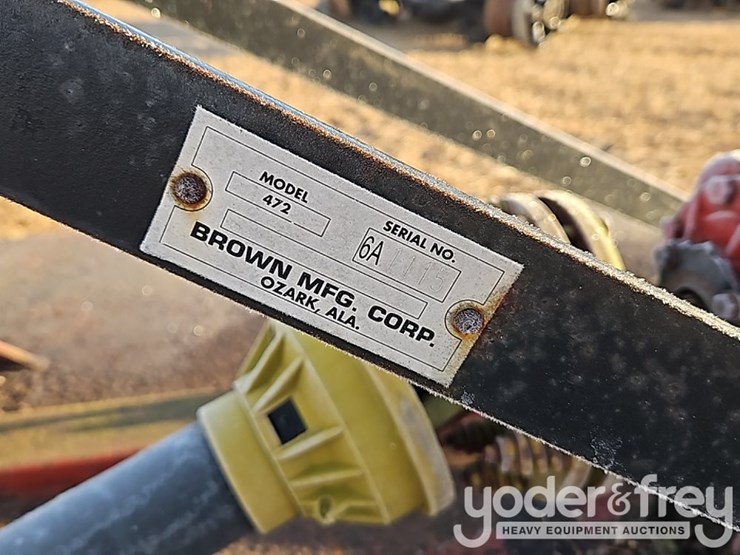 MODEL
472
SERIAL NO.
6A
BROWN MFG. CORP.
OZARK, ALA.
yoder&frey
HEAVY EQUIPMENT AUCTIONS